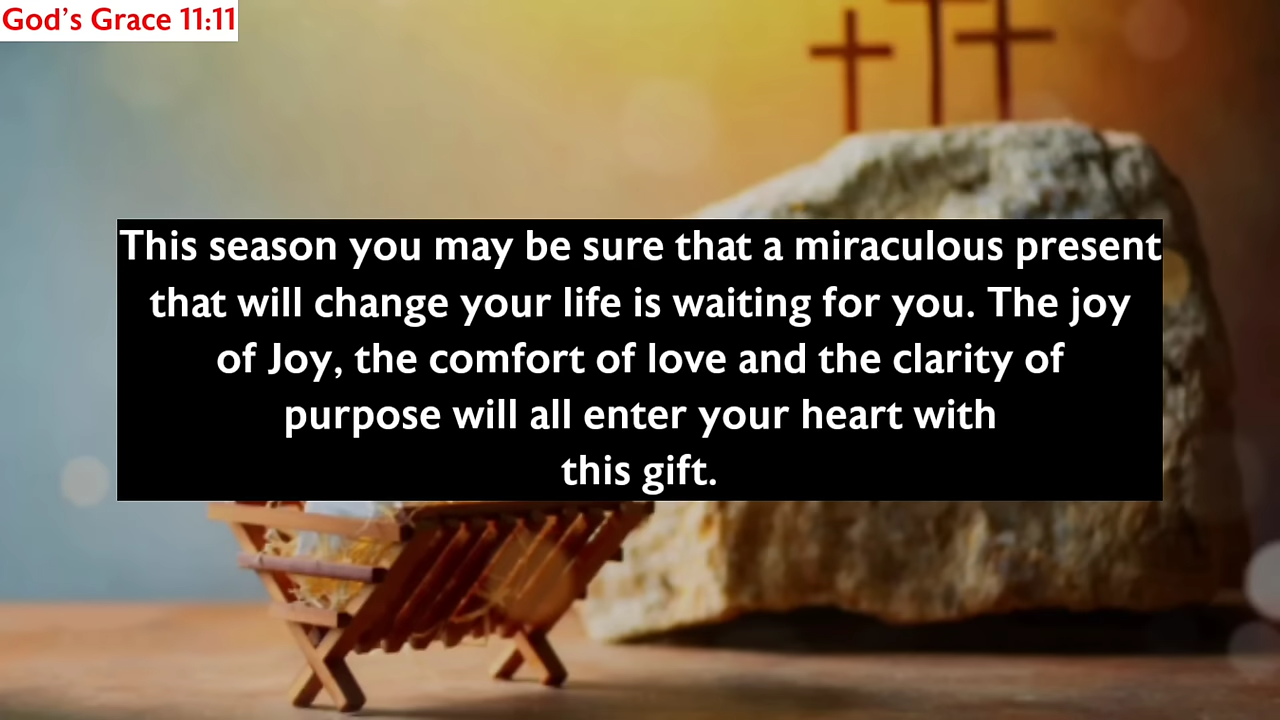 God’s Grace 11:11
This season you may be sure that a miraculous present
that will change your life is waiting for you. The joy
of Joy, the comfort of love and the clarity of
purpose will all enter your heart with
this gift.